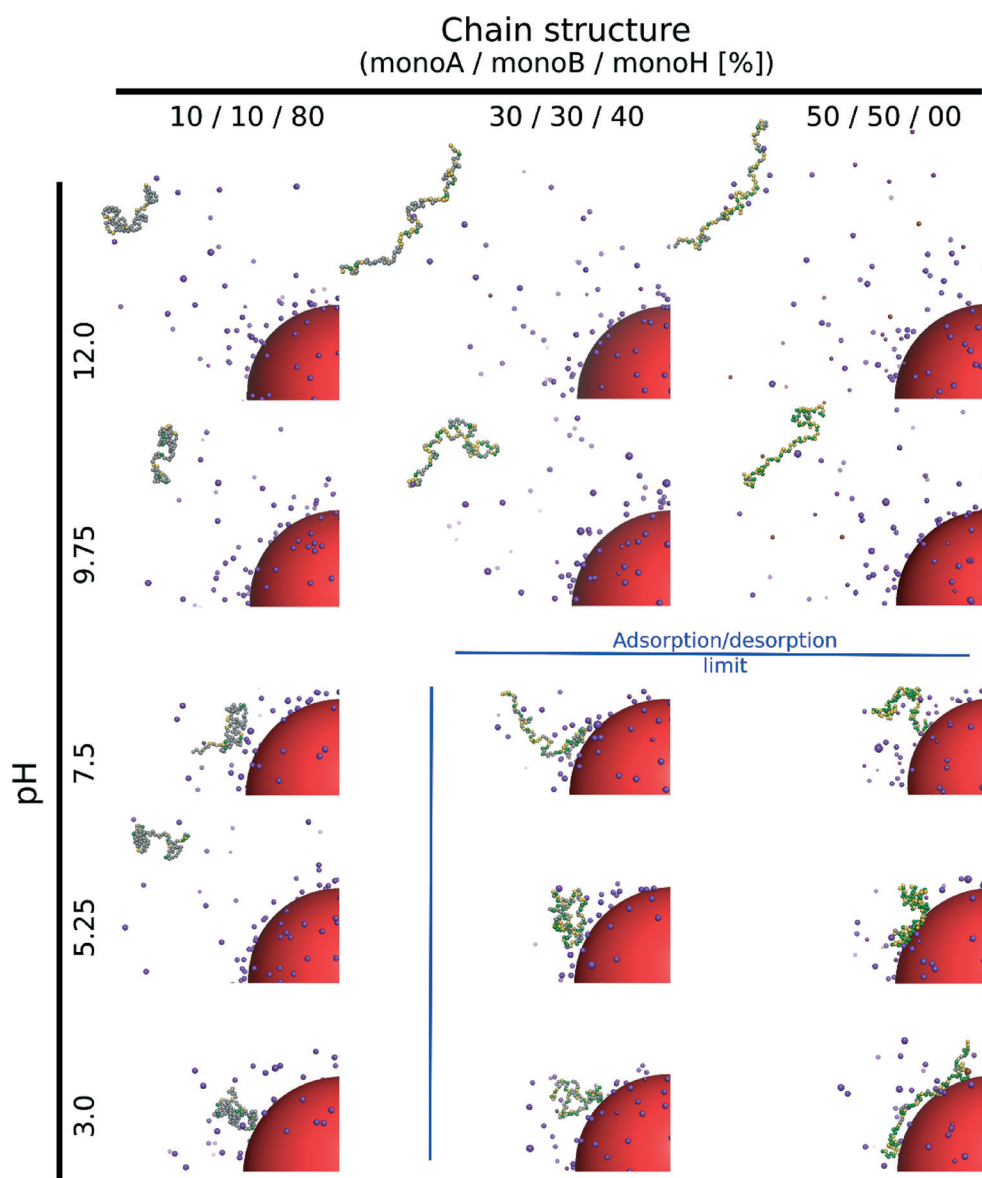 Chain structure
(monoA / monoB / monoH [%])
10 / 10 / 80
30 / 30 / 40
50 / 50 / 00
pH
12.0
9.75
Adsorption/desorption
limit
7.5
5.25
3.0